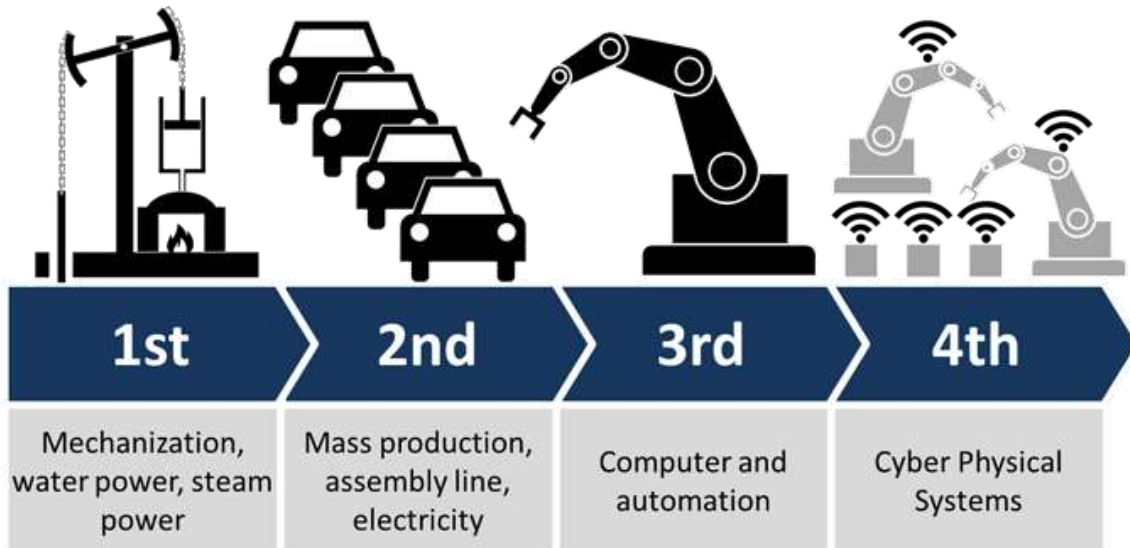 1st
2nd
3rd
4th
Mechanization,
water power, steam
power
Mass production,
assembly line,
electricity
Computer and
automation
Cyber Physical
Systems